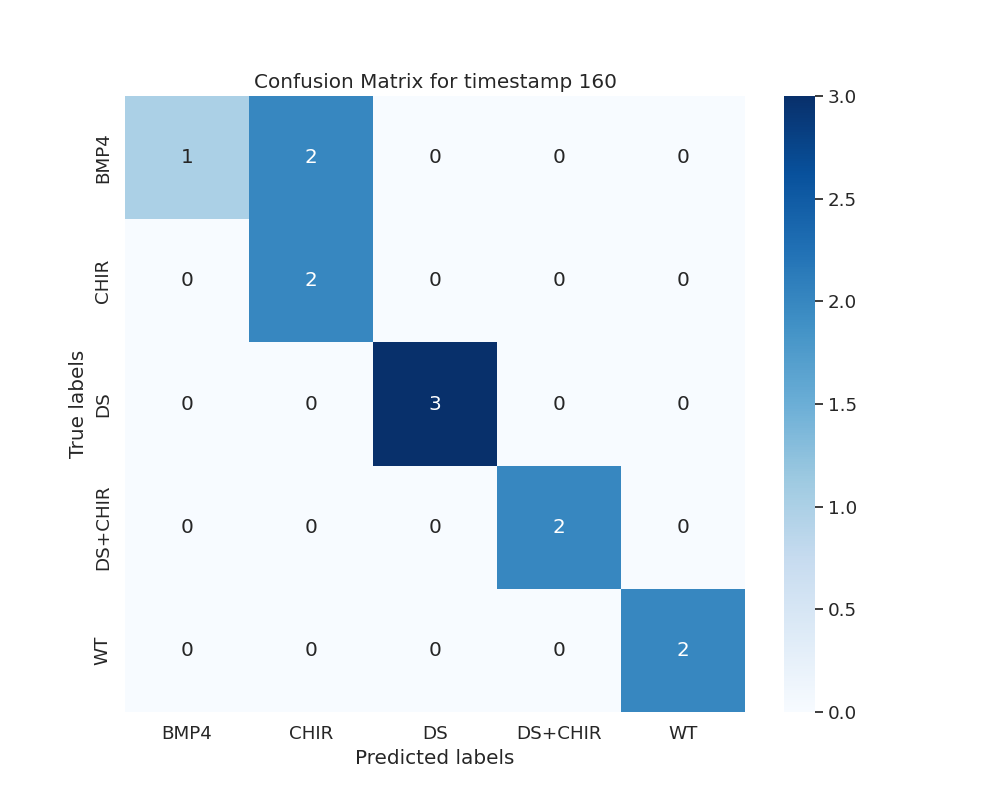 Confusion Matrix for timestamp 160
True labels
BMP4 1 2 0 0 0
CHIR 0 2 0 0 0
DS 0 0 3 0 0
DS+CHIR 0 0 0 2 0
WT 0 0 0 0 2
BMP4 CHIR DS DS+CHIR WT
Predicted labels
3.0
2.5
2.0
1.5
1.0
0.5
0.0